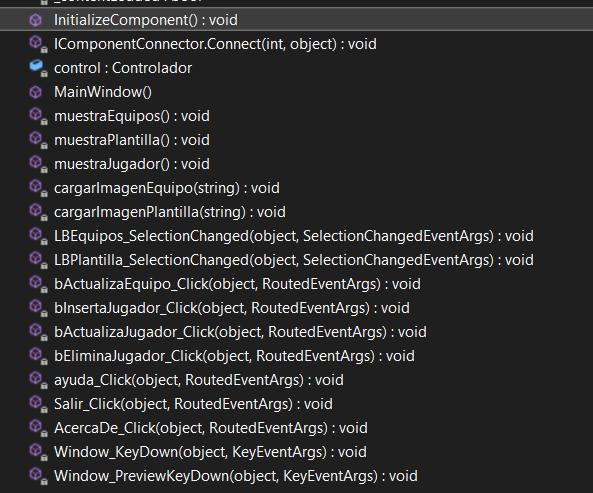 InitializeComponent() : void
IComponentConnector.Connect(int, object) : void
control : Controlador
MainWindow()
muestraEquipos() : void
muestraPlantilla() : void
muestraJugador() : void
cargarImagenEquipo(string) : void
cargarImagenPlantilla(string) : void
LBEquipos_SelectionChanged(object, SelectionChangedEventArgs) : void
LBPlantilla_SelectionChanged(object, SelectionChangedEventArgs) : void
bActualizaEquipo_Click(object, RoutedEventArgs) : void
bInsertaJugador_Click(object, RoutedEventArgs) : void
bActualizaJugador_Click(object, RoutedEventArgs) : void
bEliminaJugador_Click(object, RoutedEventArgs) : void
ayuda_Click(object, RoutedEventArgs) : void
Salir_Click(object, RoutedEventArgs) : void
AcercaDe_Click(object, RoutedEventArgs) : void
Window_KeyDown(object, KeyEventArgs) : void
Window_PreviewKeyDown(object, KeyEventArgs) : void